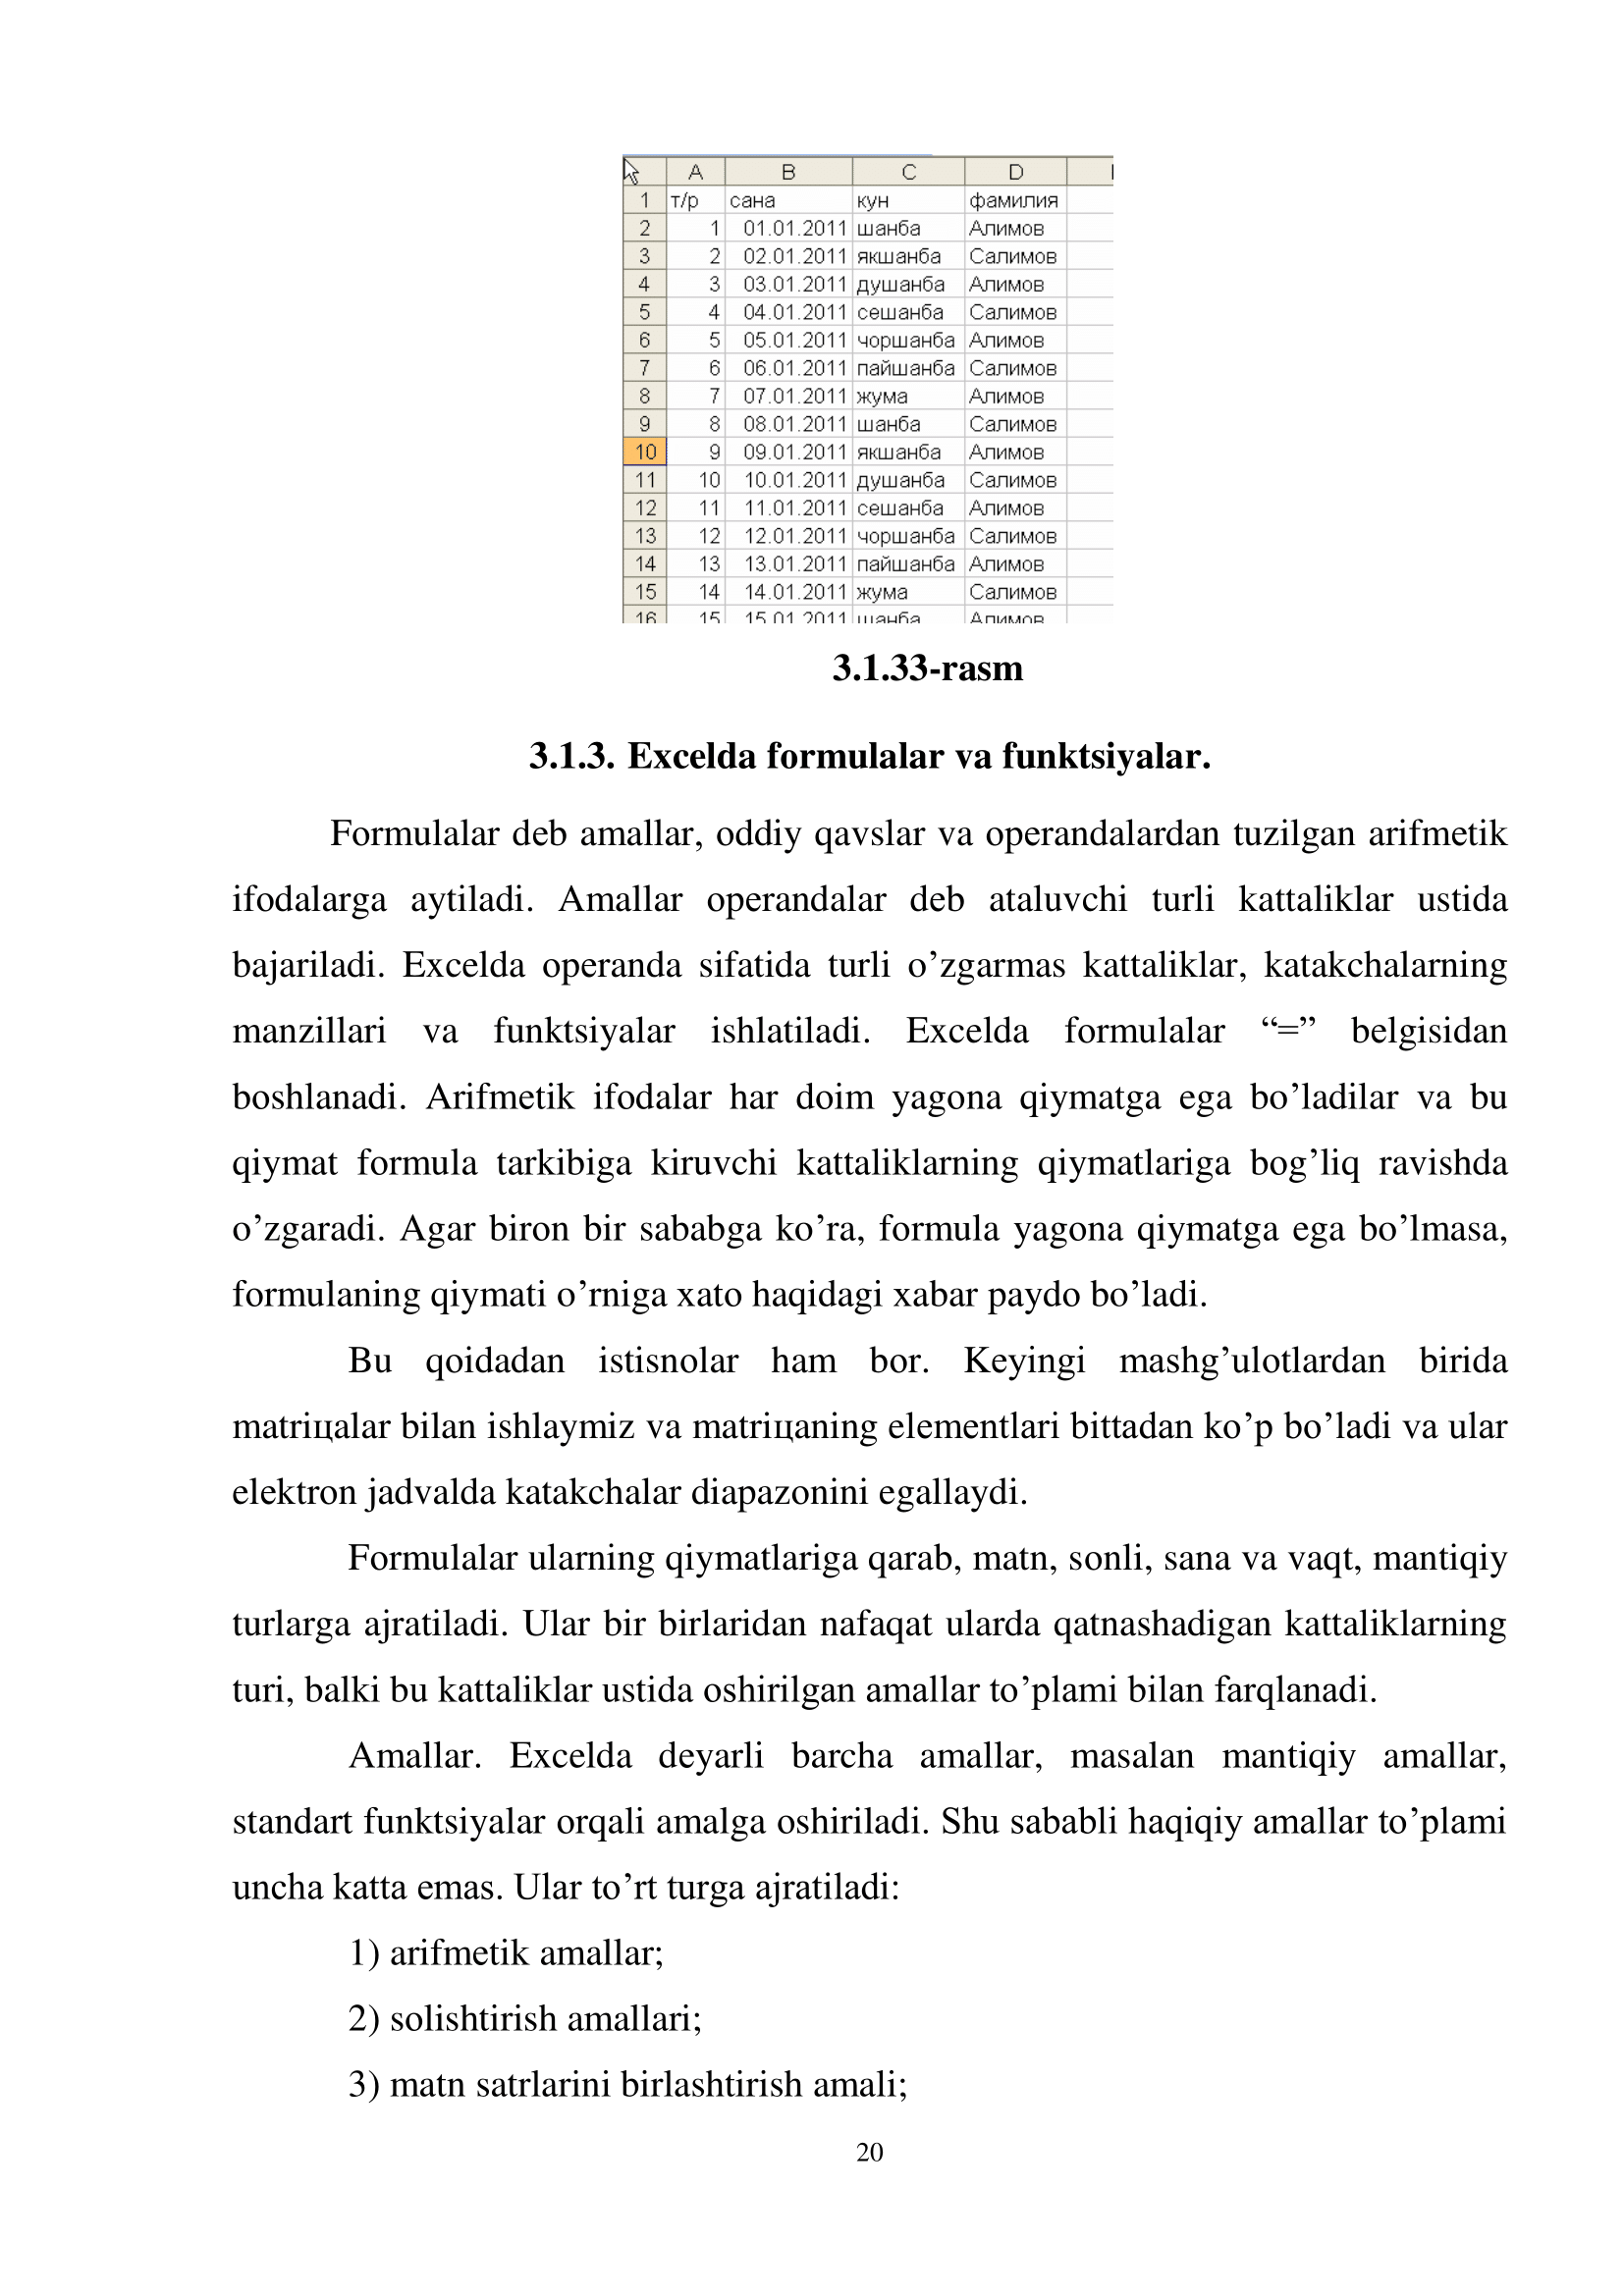 A B C D
1 т/р сана кун фамилия
2 1 01.01.2011 шанба Алимов
3 2 02.01.2011 якшанба Салимов
4 3 03.01.2011 душанба Алимов
5 4 04.01.2011 сешанба Салимов
6 5 05.01.2011 чоршанба Алимов
7 6 06.01.2011 пайшанба Салимов
8 7 07.01.2011 жума Алимов
9 8 08.01.2011 шанба Салимов
10 9 09.01.2011 якшанба Алимов
11 10 10.01.2011 душанба Салимов
12 11 11.01.2011 сешанба Алимов
13 12 12.01.2011 чоршанба Салимов
14 13 13.01.2011 пайшанба Алимов
15 14 14.01.2011 жума Салимов
16 15 15.01.2011 шанба Алимов
3.1.33-rasm
3.1.3. Excelda formulalar va funktsiyalar.
Formulalar deb amallar, oddiy qavslar va operandalardan tuzilgan arifmetik
ifodalarga aytiladi. Amallar operandalar deb ataluvchi turli kattaliklar ustida
bajariladi. Excelda operanda sifatida turli o’zgarmas kattaliklar, katakchalarning
manzillari va funktsiyalar ishlatiladi. Excelda formulalar “=” belgisidan
boshlanadi. Arifmetik ifodalar har doim yagona qiymatga ega bo’ladilar va bu
qiymat formula tarkibiga kiruvchi kattaliklarning qiymatlariga bog’liq ravishda
o’zgaradi. Agar biron bir sababga ko’ra, formula yagona qiymatga ega bo’lmasa,
formulaning qiymati o’rniga xato haqidagi xabar paydo bo’ladi.
Bu qoidadan istisnolar ham bor. Keyingi mashg’ulotlardan birida
matriцalar bilan ishlaymiz va matriцaning elementlari bittadan ko’p bo’ladi va ular
elektron jadvalda katakchalar diapazonini egallaydi.
Formulalar ularning qiymatlariga qarab, matn, sonli, sana va vaqt, mantiqiy
turlarga ajratiladi. Ular bir birlaridan nafaqat ularda qatnashadigan kattaliklarning
turi, balki bu kattaliklar ustida oshirilgan amallar to’plami bilan farqlanadi.
Amallar. Excelda deyarli barcha amallar, masalan mantiqiy amallar,
standart funktsiyalar orqali amalga oshiriladi. Shu sababli haqiqiy amallar to’plami
uncha katta emas. Ular to’rt turga ajratiladi:
1) arifmetik amallar;
2) solishtirish amallari;
3) matn satrlarini birlashtirish amali;
20